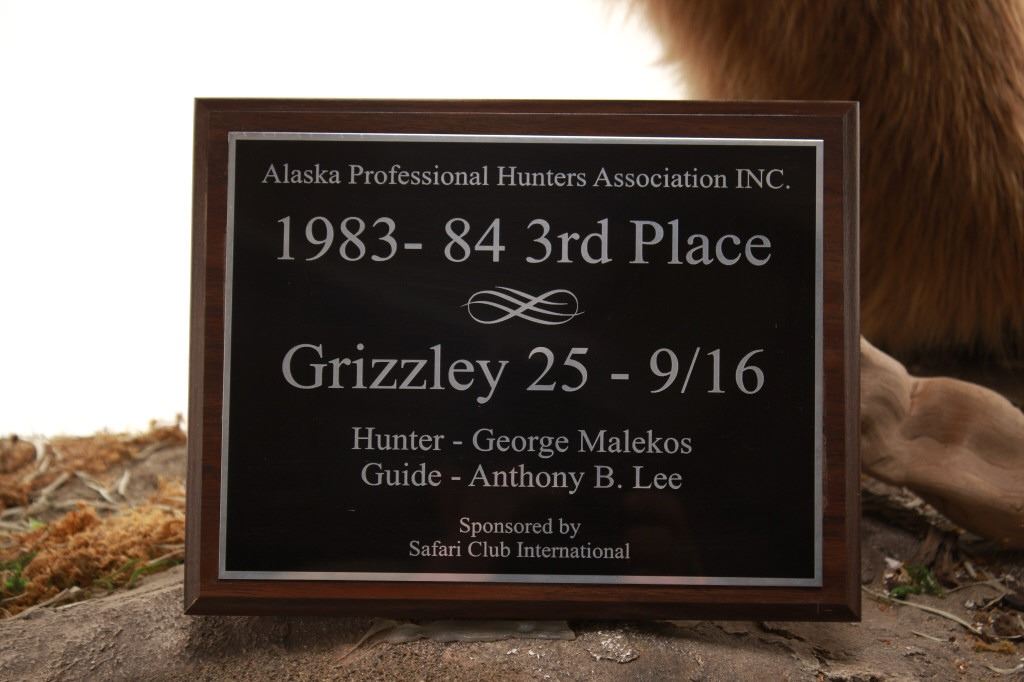 Alaska Professional Hunters Association INC.
1983- 84 3rd Place
Grizzley 25 - 9/16
Hunter - George Malekos
Guide - Anthony B. Lee
Sponsored by
Safari Club International